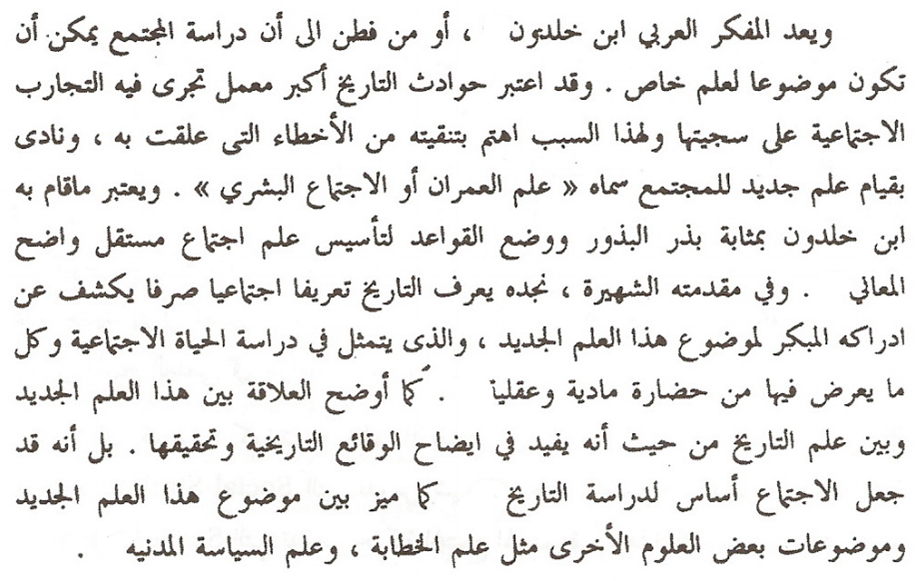 ويعد المفكر العربي ابن خلدون ، أو من فطن الى أن دراسة المجتمع يمكن أن
تكون موضوعا لعلم خاص . وقد اعتبر حوادث التاريخ أكبر معمل تجرى فيه التجارب
الاجتماعية على سجيتها ولهذا السبب اهتم بتنقيته من الأخطاء التى علقت به ، ونادى
بقيام علم جديد للمجتمع سماه « علم العمران أو الاجتماع البشري » . ويعتبر ماقام به
ابن خلدون بمثابة بذر البذور ووضع القواعد لتأسيس علم اجتماع مستقل واضح
المعالي . وفي مقدمته الشهيرة ، نجده يعرف التاريخ تعريفا اجتماعيا صرفا يكشف عن
ادراكه المبكر لموضوع هذا العلم الجديد ، والذى يتمثل في دراسة الحياة الاجتماعية وكل
ما يعرض فيها من حضارة مادية وعقليا . كما أوضح العلاقة بين هذا العلم الجديد
وبين علم التاريخ من حيث أنه يفيد في ايضاح الوقائع التاريخية وتحقيقها . بل أنه قد
جعل الاجتماع أساس لدراسة التاريخ كما ميز بين موضوع هذا العلم الجديد
وموضوعات بعض العلوم الأخرى مثل علم الخطابة ، وعلم السياسة المدنيه .